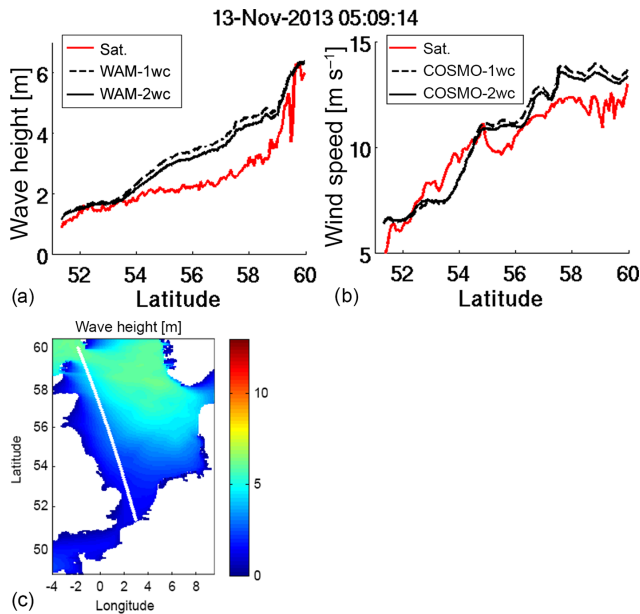 13-Nov-2013 05:09:14
Wave height [m]
6
4
2
0
Sat.
WAM-1wc
WAM-2wc
52 54 56 58 60
Latitude
(a)
Wind speed [m s⁻¹]
15
10
5
Sat.
COSMO-1wc
COSMO-2wc
52 54 56 58 60
Latitude
(b)
Wave height [m]
Latitude
60
58
56
54
52
50
-4 -2 0 2 4 6 8
Longitude
10
5
0
(c)